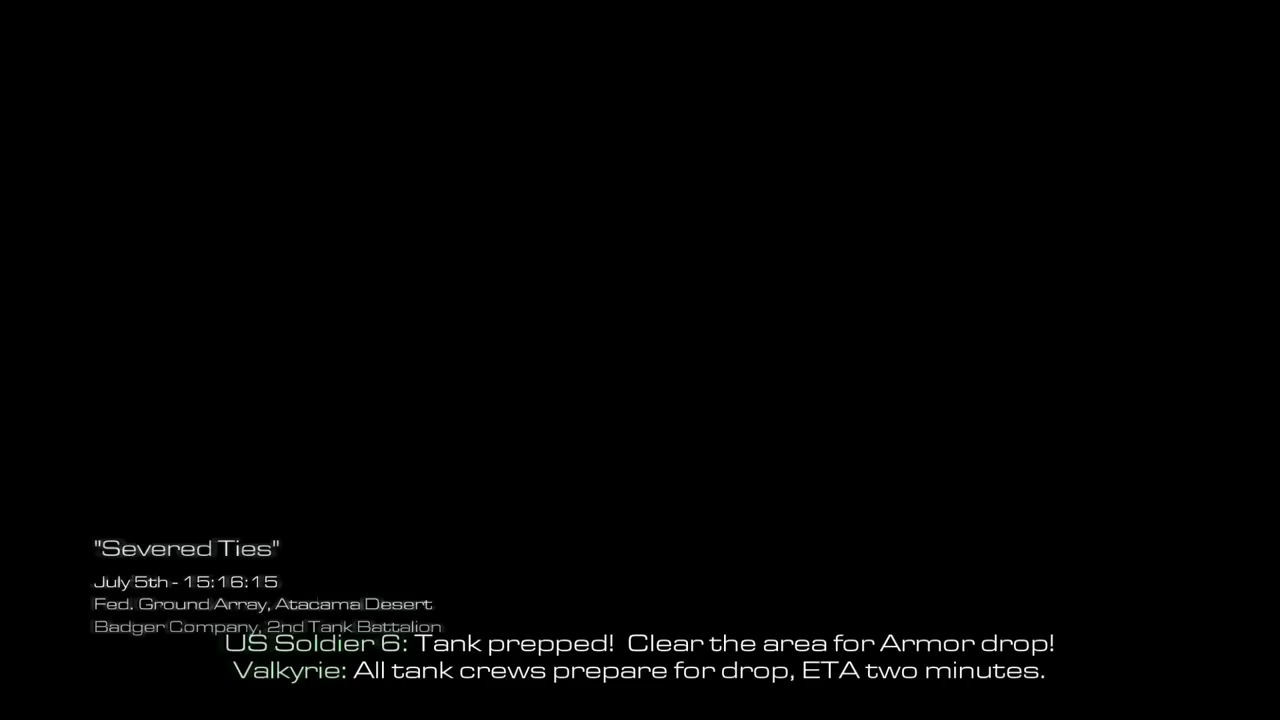 "Severed Ties"
July 5th - 15:16:15
Fed. Ground Array, Atacama Desert
Badger Company, 2nd Tank Battalion
US Soldier 6: Tank prepped!  Clear the area for Armor drop!
Valkyrie: All tank crews prepare for drop, ETA two minutes.